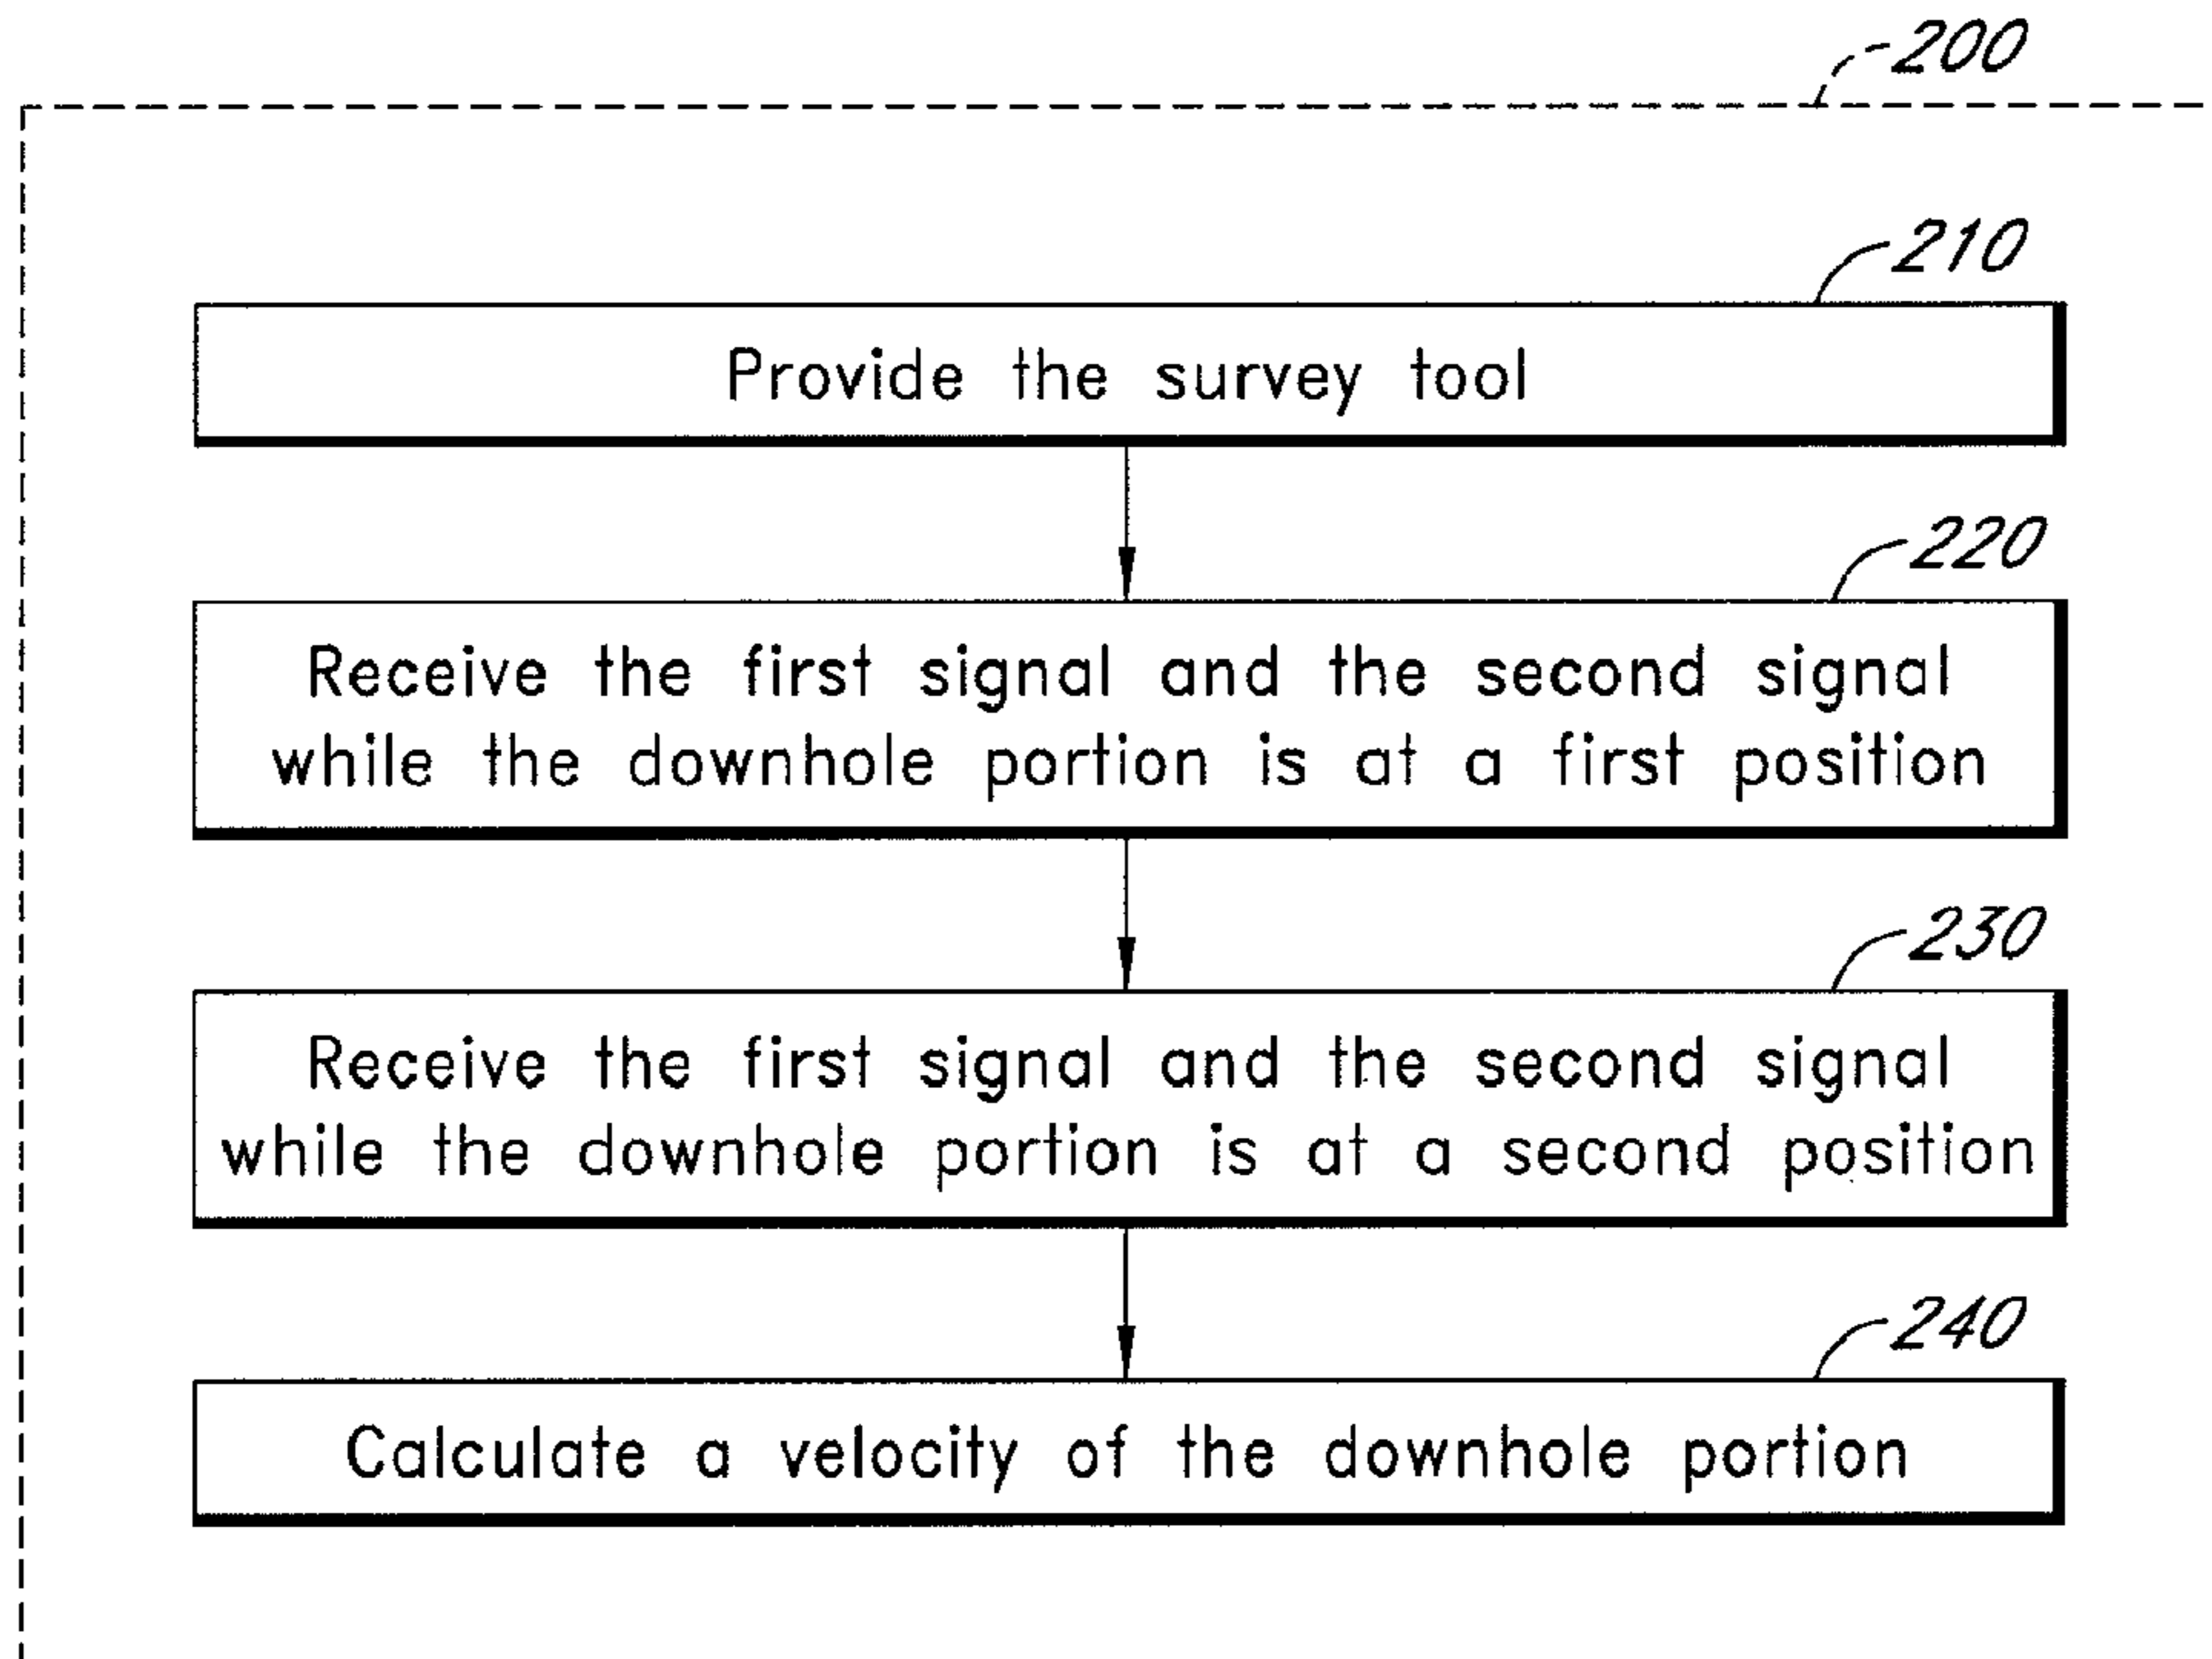 200
210
Provide the survey tool
220
Receive the first signal and the second signal
while the downhole portion is at a first position
230
Receive the first signal and the second signal
while the downhole portion is at a second position
240
Calculate a velocity of the downhole portion